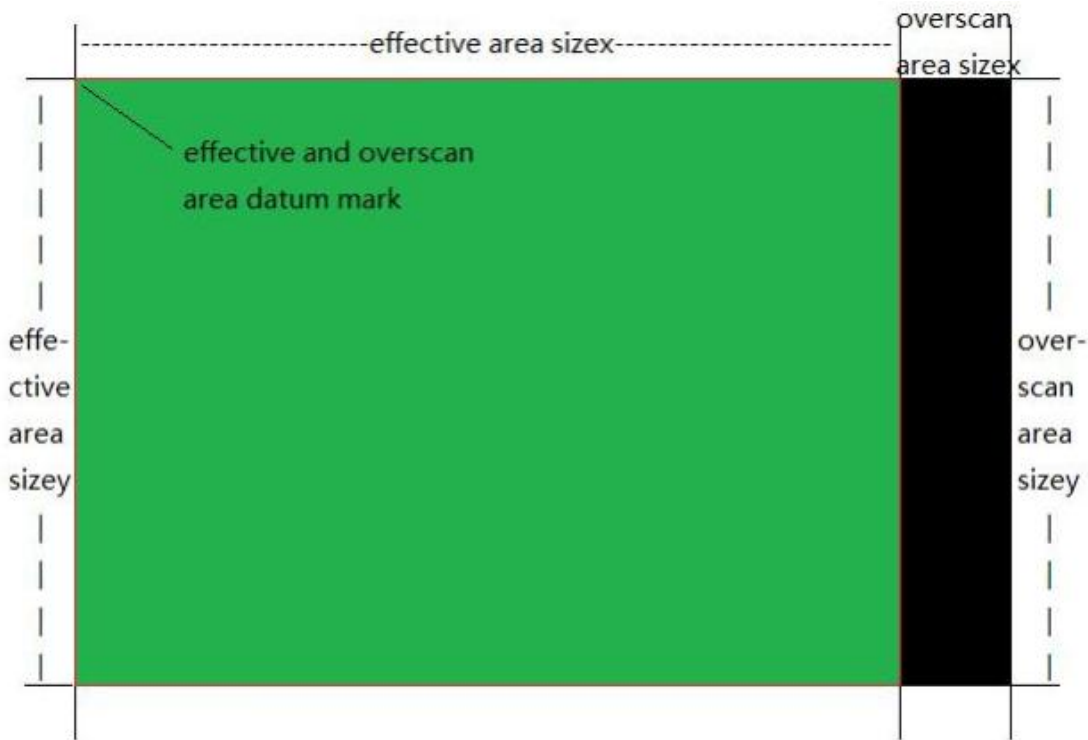 effective area sizex
overscan
area sizex
effective and overscan
area datum mark
effe-
ctive
area
sizey
over-
scan
area
sizey